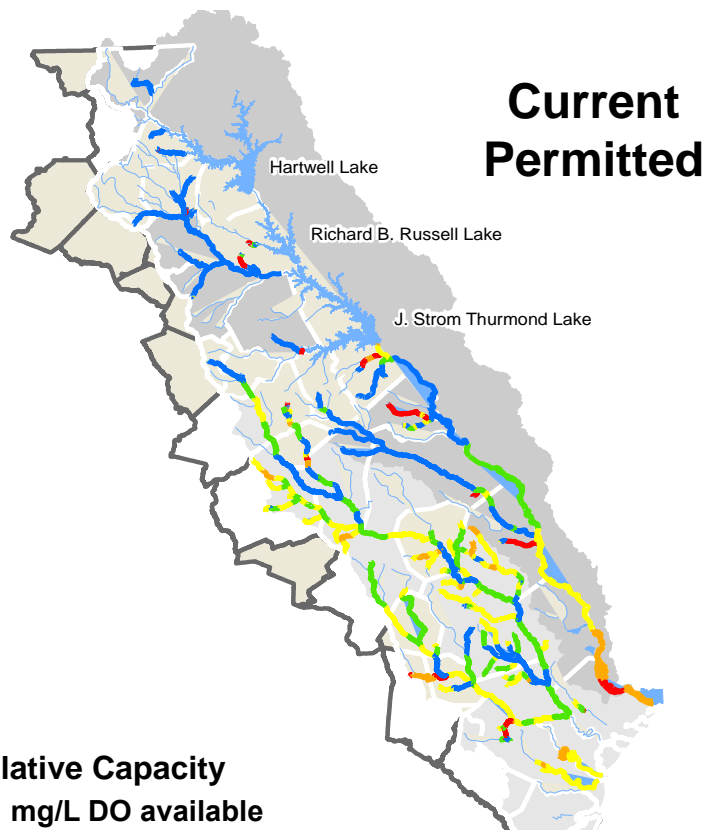 Current
Permitted
Hartwell Lake
Richard B. Russell Lake
J. Strom Thurmond Lake
lative Capacity
mg/L DO available